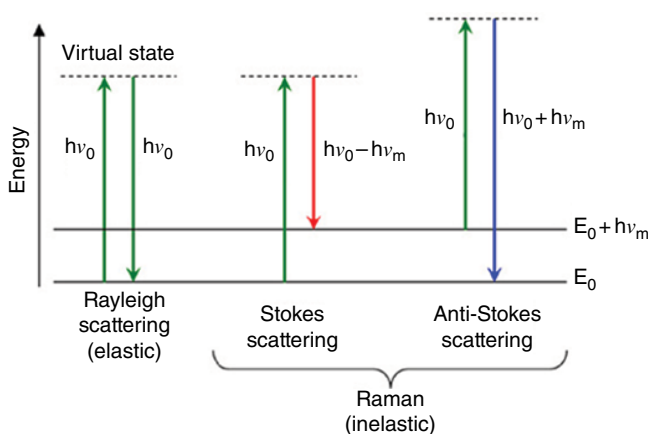 Virtual state
Energy
hν₀
hν₀
hν₀
hν₀−hνₘ
hν₀
hν₀+hνₘ
E₀+hνₘ
E₀
Rayleigh
scattering
(elastic)
Stokes
scattering
Anti-Stokes
scattering
Raman
(inelastic)